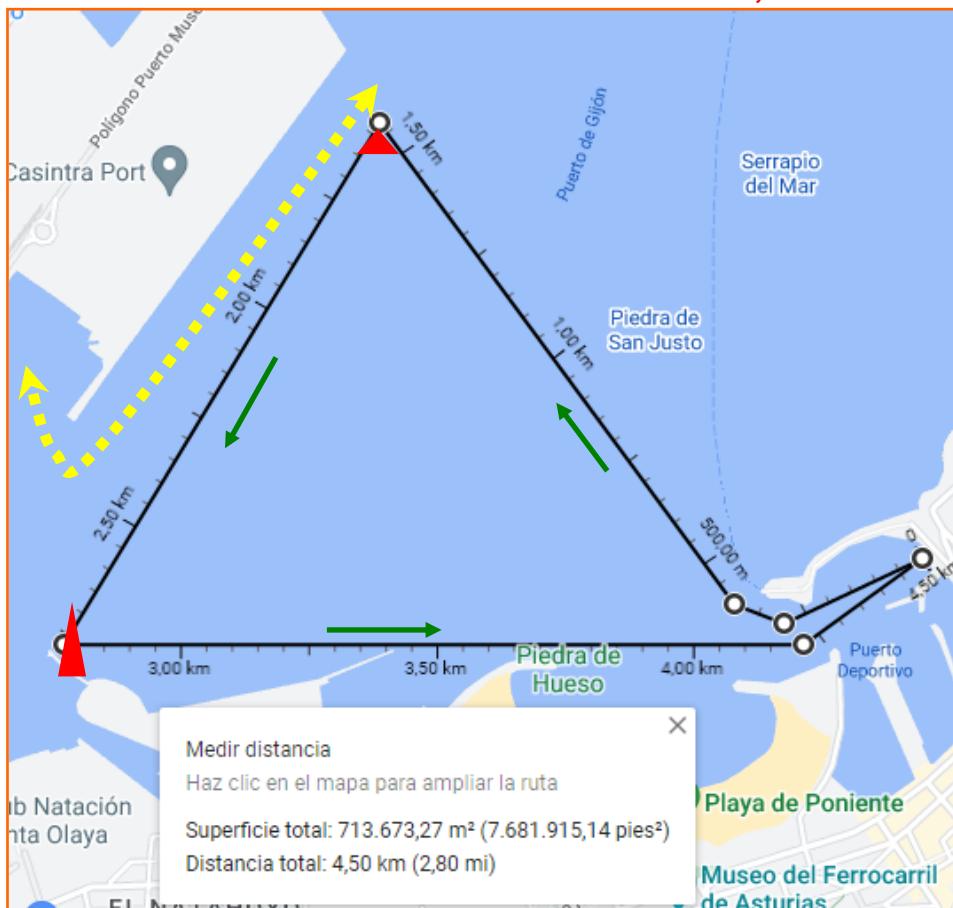 Polígono Puerto Muse
Casintra Port
1,50 km
Puerto de Gijón
Serrapio
del Mar
2,00 km
1,00 km
Piedra de
San Justo
2,50 km
500,00 m
0
4,50 km
3,00 km
3,50 km
Piedra de
Hueso
4,00 km
Puerto
Deportivo
Medir distancia
Haz clic en el mapa para ampliar la ruta
Superficie total: 713.673,27 m² (7.681.915,14 pies²)
Distancia total: 4,50 km (2,80 mi)
ub Natación
nta Olaya
Playa de Poniente
Museo del Ferrocarril
de Asturias